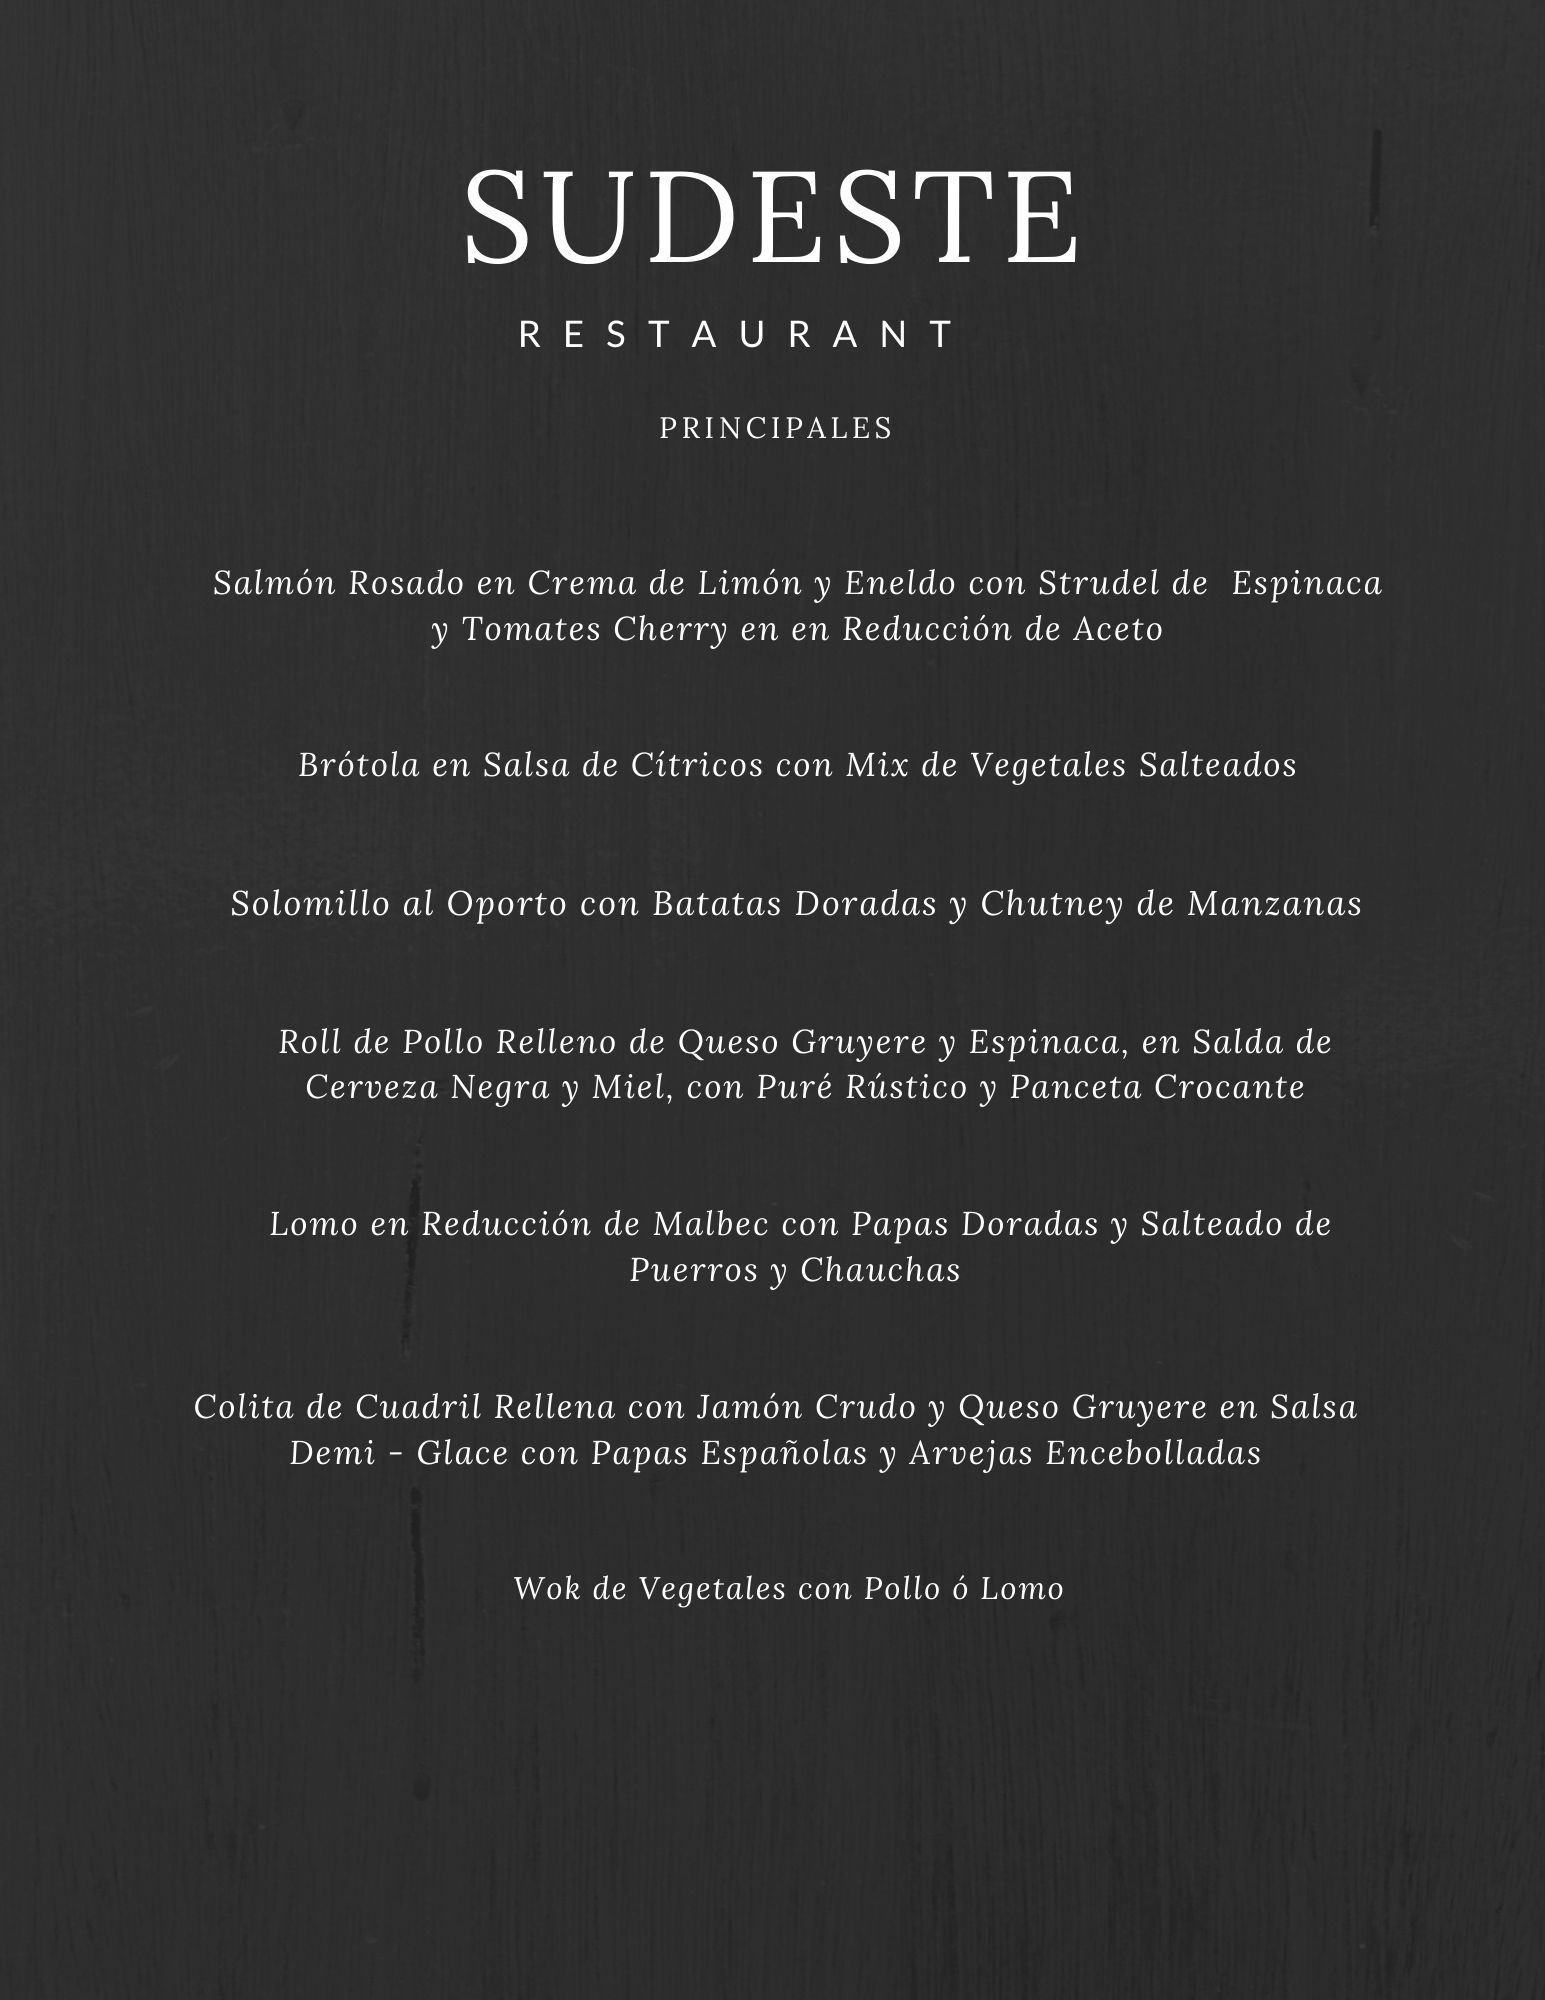 SUDESTE
RESTAURANT
PRINCIPALES
Salmón Rosado en Crema de Limón y Eneldo con Strudel de  Espinaca
y Tomates Cherry en en Reducción de Aceto
Brótola en Salsa de Cítricos con Mix de Vegetales Salteados
Solomillo al Oporto con Batatas Doradas y Chutney de Manzanas
Roll de Pollo Relleno de Queso Gruyere y Espinaca, en Salda de
Cerveza Negra y Miel, con Puré Rústico y Panceta Crocante
Lomo en Reducción de Malbec con Papas Doradas y Salteado de
Puerros y Chauchas
Colita de Cuadril Rellena con Jamón Crudo y Queso Gruyere en Salsa
Demi - Glace con Papas Españolas y Arvejas Encebolladas
Wok de Vegetales con Pollo ó Lomo